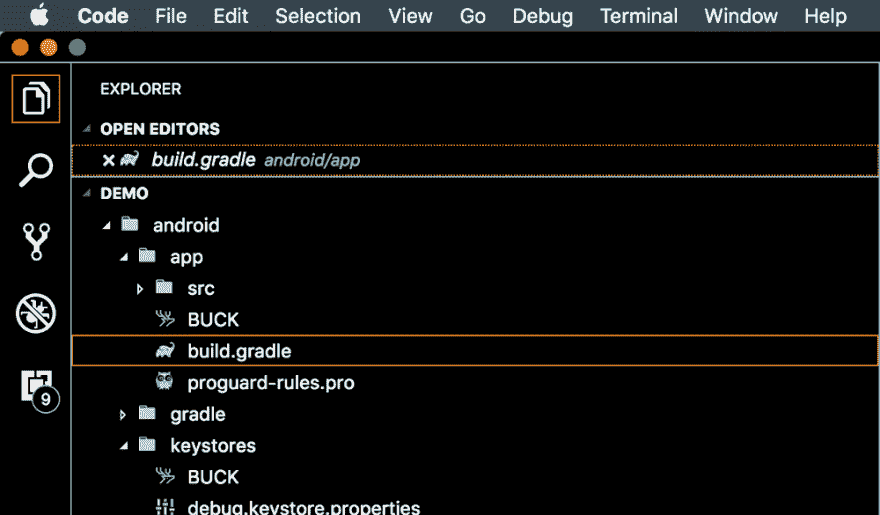 Code File Edit Selection View Go Debug Terminal Window Help
EXPLORER
OPEN EDITORS
build.gradle android/app
DEMO
android
app
src
BUCK
build.gradle
proguard-rules.pro
9
gradle
keystores
BUCK
debug.keystore.properties